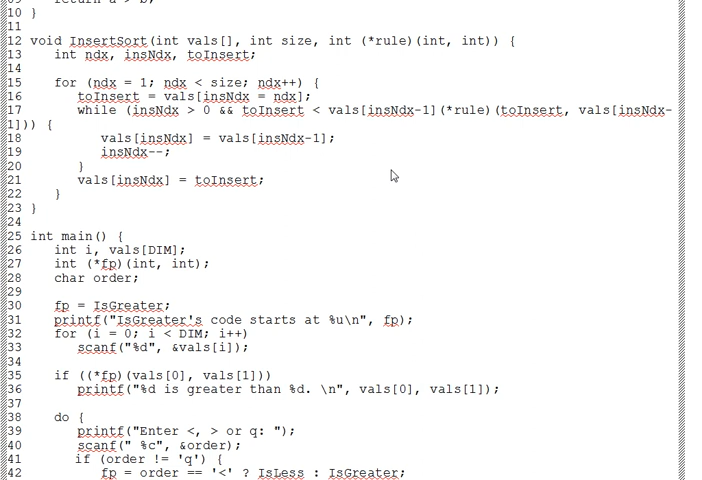 09    return a > b;
10 }
11
12 void InsertSort(int vals[], int size, int (*rule)(int, int)) {
13    int ndx, insNdx, toInsert;
14
15    for (ndx = 1; ndx < size; ndx++) {
16       toInsert = vals[insNdx = ndx];
17       while (insNdx > 0 && toInsert < vals[insNdx-1](*rule)(toInsert, vals[insNdx-
1])) {
18          vals[insNdx] = vals[insNdx-1];
19          insNdx--;
20       }
21       vals[insNdx] = toInsert;
22    }
23 }
24
25 int main() {
26    int i, vals[DIM];
27    int (*fp)(int, int);
28    char order;
29
30    fp = IsGreater;
31    printf("IsGreater's code starts at %u\n", fp);
32    for (i = 0; i < DIM; i++)
33       scanf("%d", &vals[i]);
34
35    if ((*fp)(vals[0], vals[1]))
36       printf("%d is greater than %d. \n", vals[0], vals[1]);
37
38    do {
39       printf("Enter <, > or q: ");
40       scanf(" %c", &order);
41       if (order != 'q') {
42          fp = order == '<' ? IsLess : IsGreater;